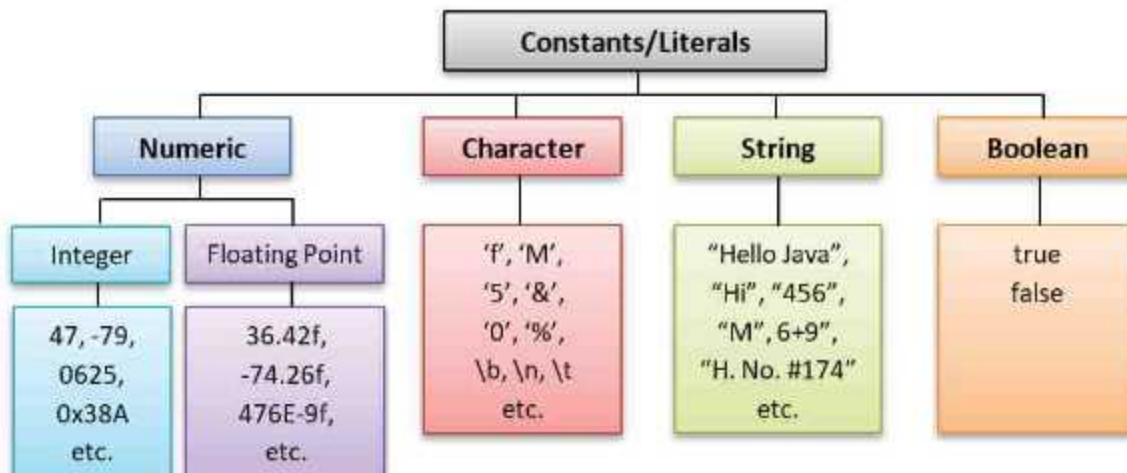 Constants/Literals
Numeric
Character
String
Boolean
Integer
Floating Point
47, -79,
0625,
0x38A
etc.
36.42f,
-74.26f,
476E-9f,
etc.
‘f’, ‘M’,
‘5’, ‘&’,
‘0’, ‘%’,
\b, \n, \t
etc.
“Hello Java”,
“Hi”, “456”,
“M”, 6+9”,
“H. No. #174”
etc.
true
false